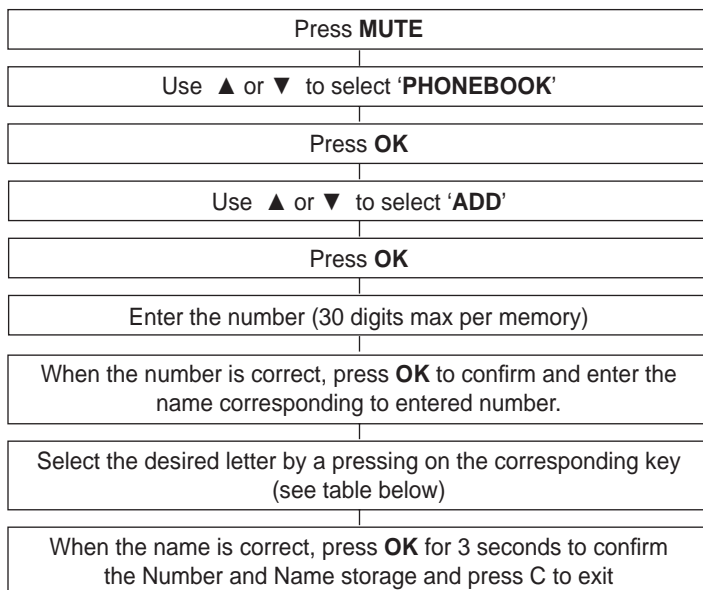 Press MUTE
Use ▲ or ▼ to select ‘PHONEBOOK’
Press OK
Use ▲ or ▼ to select ‘ADD’
Press OK
Enter the number (30 digits max per memory)
When the number is correct, press OK to confirm and enter the
name corresponding to entered number.
Select the desired letter by a pressing on the corresponding key
(see table below)
When the name is correct, press OK for 3 seconds to confirm
the Number and Name storage and press C to exit